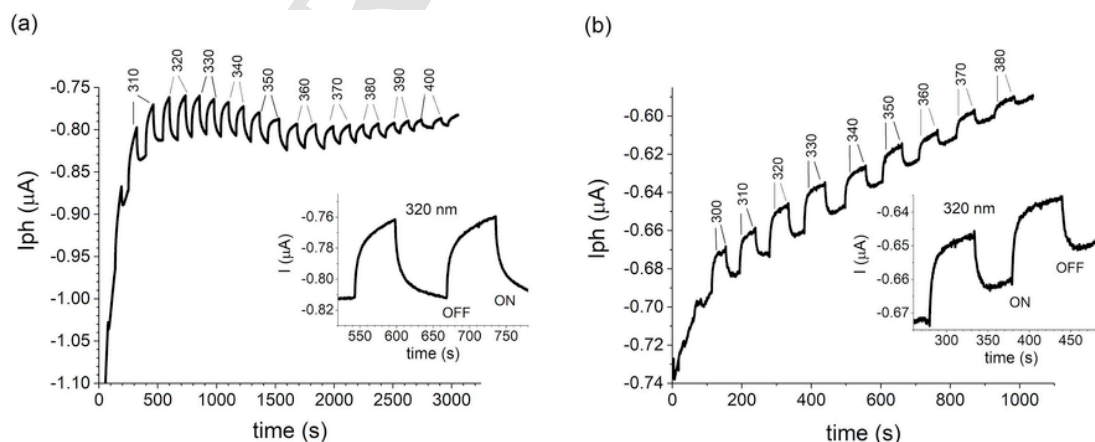 (a)
310
320
330
340
350
360
370
380
390
400
-0.75
-0.80
-0.85
-0.90
-0.95
-1.00
-1.05
-1.10
Iph (μA)
0 500 1000 1500 2000 2500 3000
time (s)
320 nm
-0.76
-0.78
-0.80
-0.82
I (μA)
OFF
ON
550 600 650 700 750
time (s)
(b)
300
310
320
330
340
350
360
370
380
-0.60
-0.62
-0.64
-0.66
-0.68
-0.70
-0.72
-0.74
Iph (μA)
0 200 400 600 800 1000
time (s)
320 nm
-0.64
-0.65
-0.66
-0.67
I (μA)
ON
OFF
300 350 400 450
time (s)